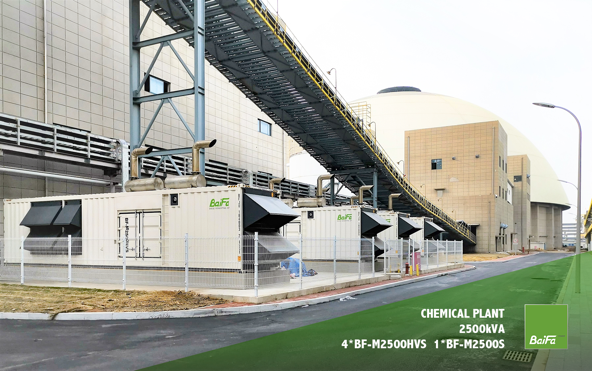 BaiFa
BaiFa
CHEMICAL PLANT
2500kVA
4*BF-M2500HVS 1*BF-M2500S
BaiFa